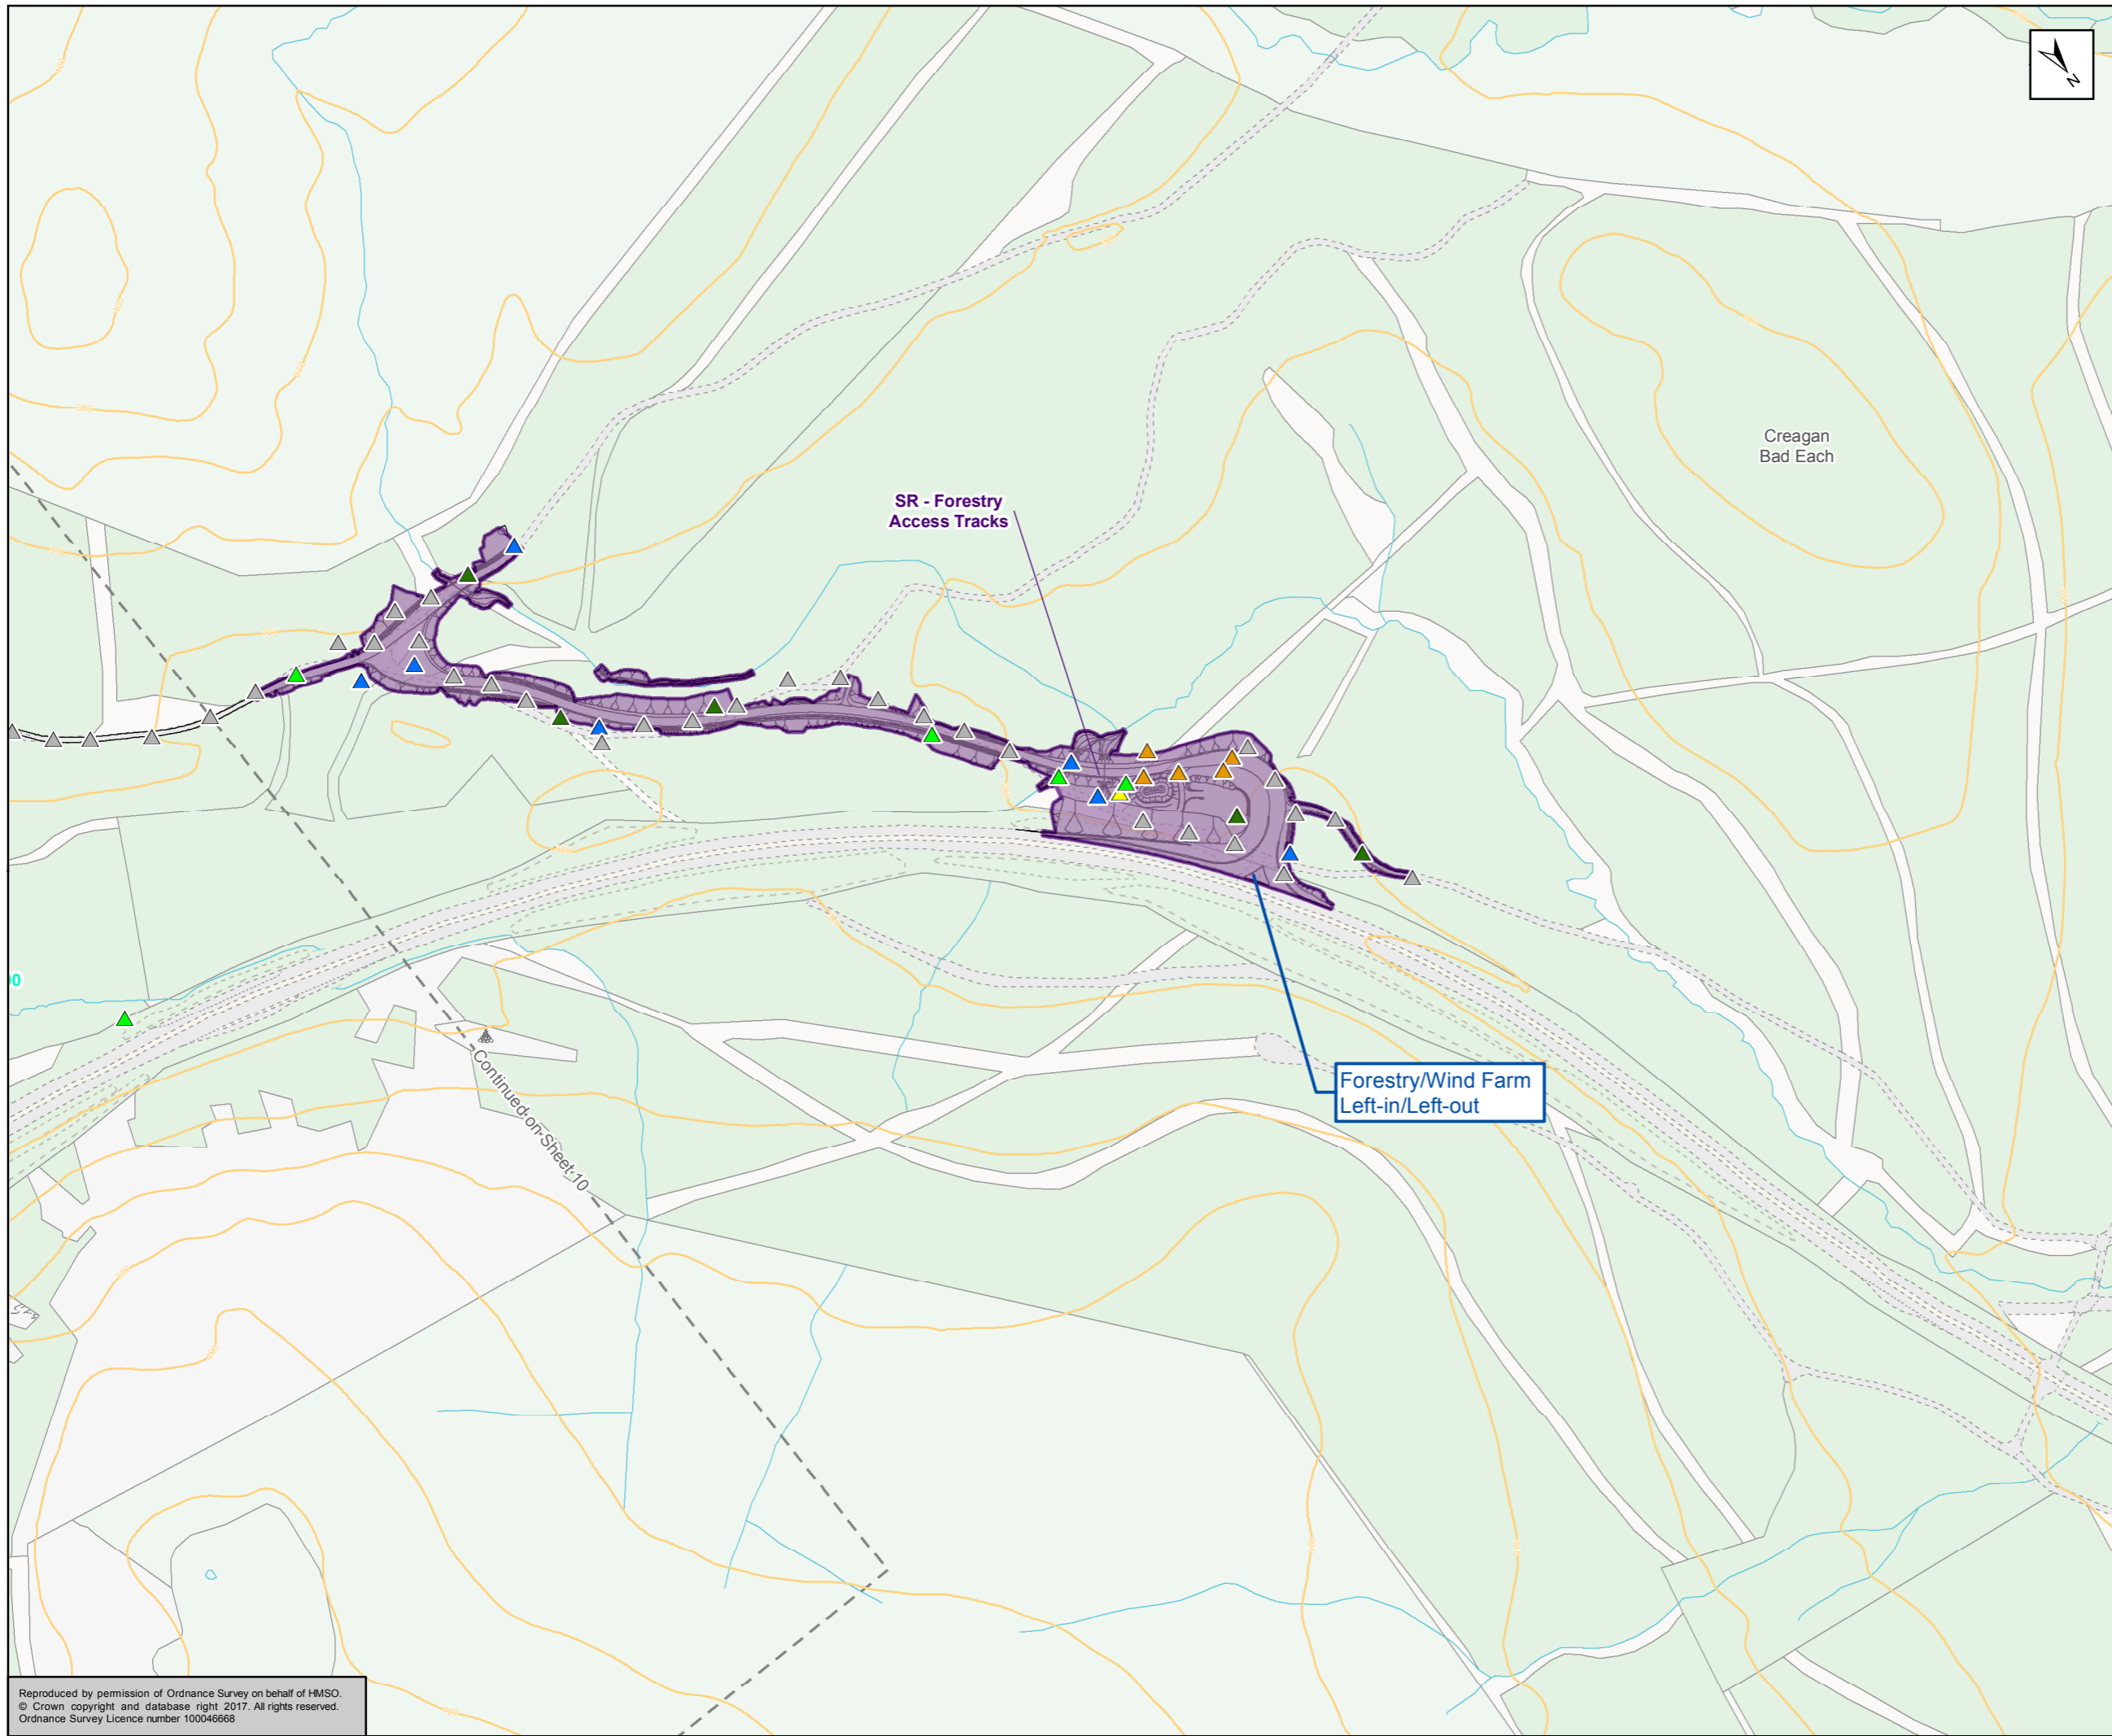 N
Creagan
Bad Each
SR - Forestry
Access Tracks
Forestry/Wind Farm
Left-in/Left-out
Continued on Sheet 10
Reproduced by permission of Ordnance Survey on behalf of HMSO.
© Crown copyright and database right 2017. All rights reserved.
Ordnance Survey Licence number 100046668